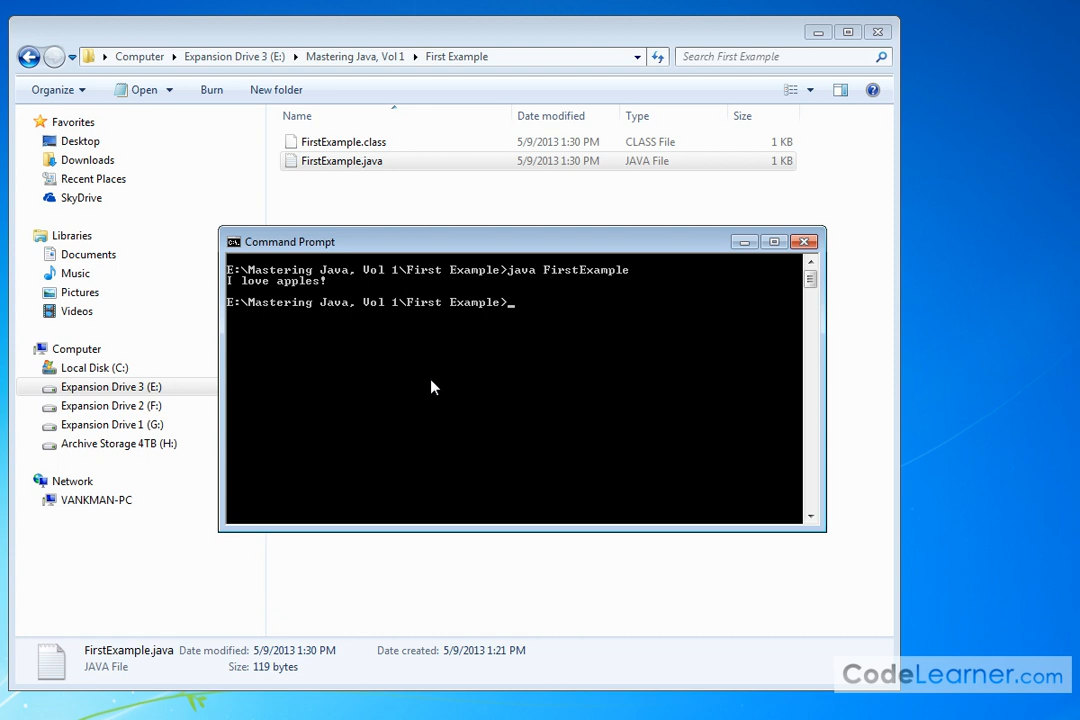 Computer Expansion Drive 3 (E:) Mastering Java, Vol 1 First Example Search First Example
Organize Open Burn New folder
Name Date modified Type Size
FirstExample.class 5/9/2013 1:30 PM CLASS File 1 KB
FirstExample.java 5/9/2013 1:30 PM JAVA File 1 KB
Favorites
Desktop
Downloads
Recent Places
SkyDrive
Libraries
Documents
Music
Pictures
Videos
Computer
Local Disk (C:)
Expansion Drive 3 (E:)
Expansion Drive 2 (F:)
Expansion Drive 1 (G:)
Archive Storage 4TB (H:)
Network
VANKMAN-PC
C:\ Command Prompt
E:\Mastering Java, Vol 1\First Example>java FirstExample
I love apples!
E:\Mastering Java, Vol 1\First Example>_
FirstExample.java Date modified: 5/9/2013 1:30 PM Date created: 5/9/2013 1:21 PM
JAVA File Size: 119 bytes
CodeLearner.com